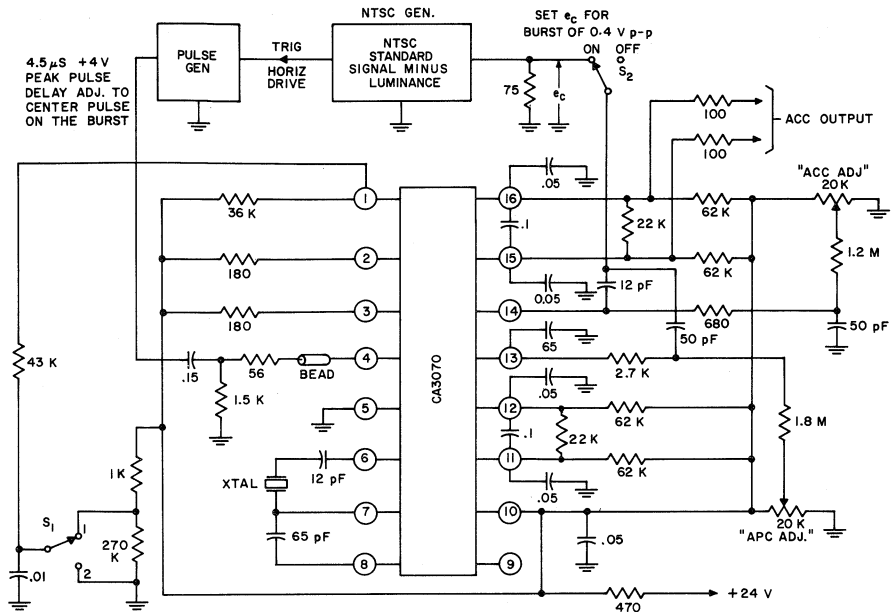 NTSC GEN.
SET eC FOR
BURST OF 0.4 V p-p
ON OFF
S2
PULSE
GEN
TRIG
HORIZ
DRIVE
NTSC
STANDARD
SIGNAL MINUS
LUMINANCE
75
eC
4.5μS +4V
PEAK PULSE
DELAY ADJ. TO
CENTER PULSE
ON THE BURST
100
100
ACC OUTPUT
"ACC ADJ"
20K
.05
1
36 K
16
62 K
.1
22 K
1.2 M
2
180
15
62 K
0.05
12 pF
3
180
14
680
50 pF
50 pF
65
43 K
4
.15
56
BEAD
13
2.7 K
1.5 K
CA3070
.05
5
12
62 K
1.8 M
.1
22 K
1K
6
12 pF
11
62 K
XTAL
.05
S1
1
7
10
20 K
"APC ADJ."
270
K
65 pF
.05
.01
2
8
9
470
+24 V